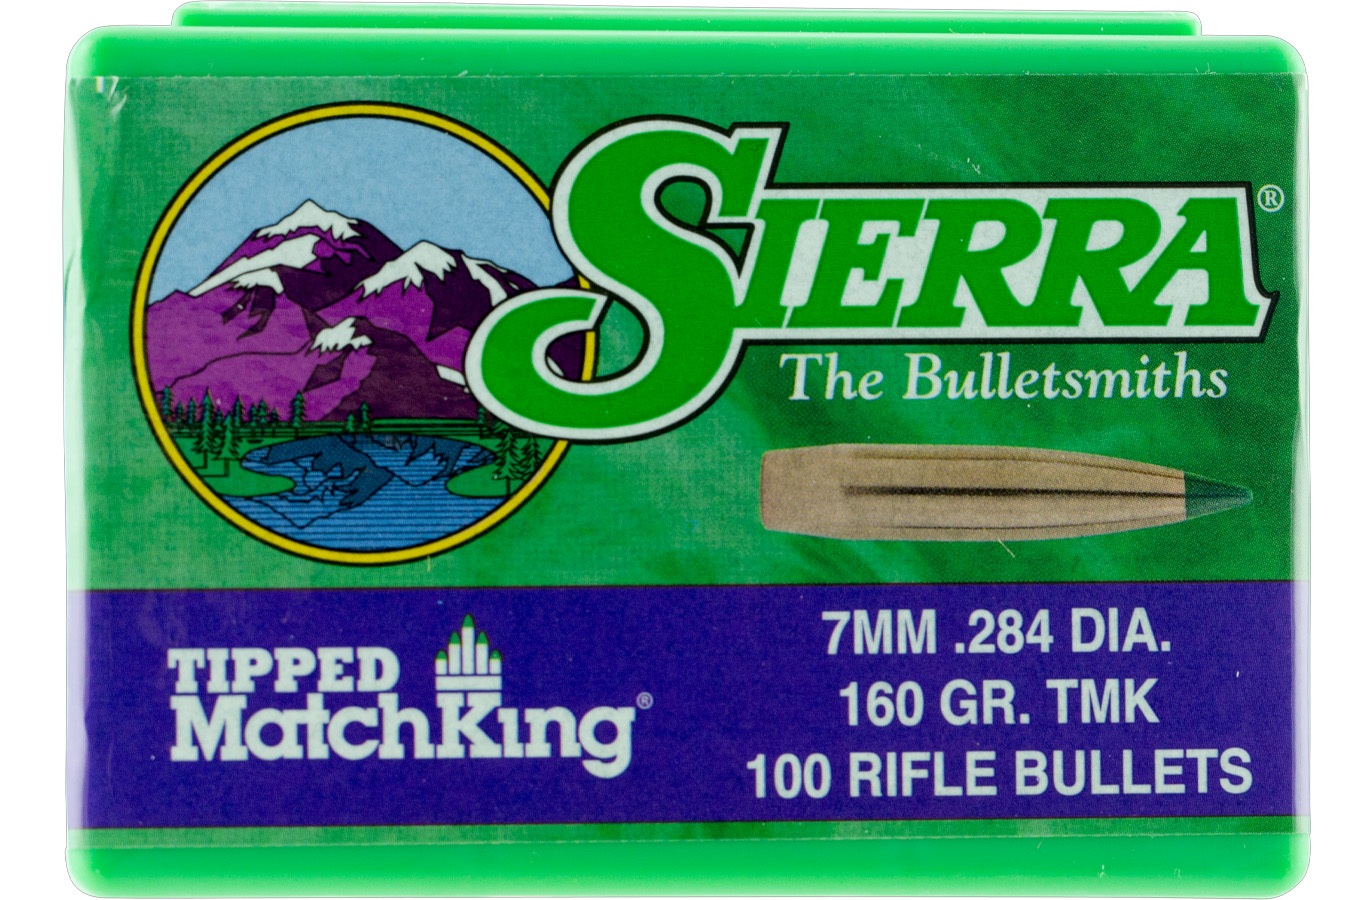 SIERRA®
The Bulletsmiths
TIPPED
MatchKing®
7MM .284 DIA.
160 GR. TMK
100 RIFLE BULLETS